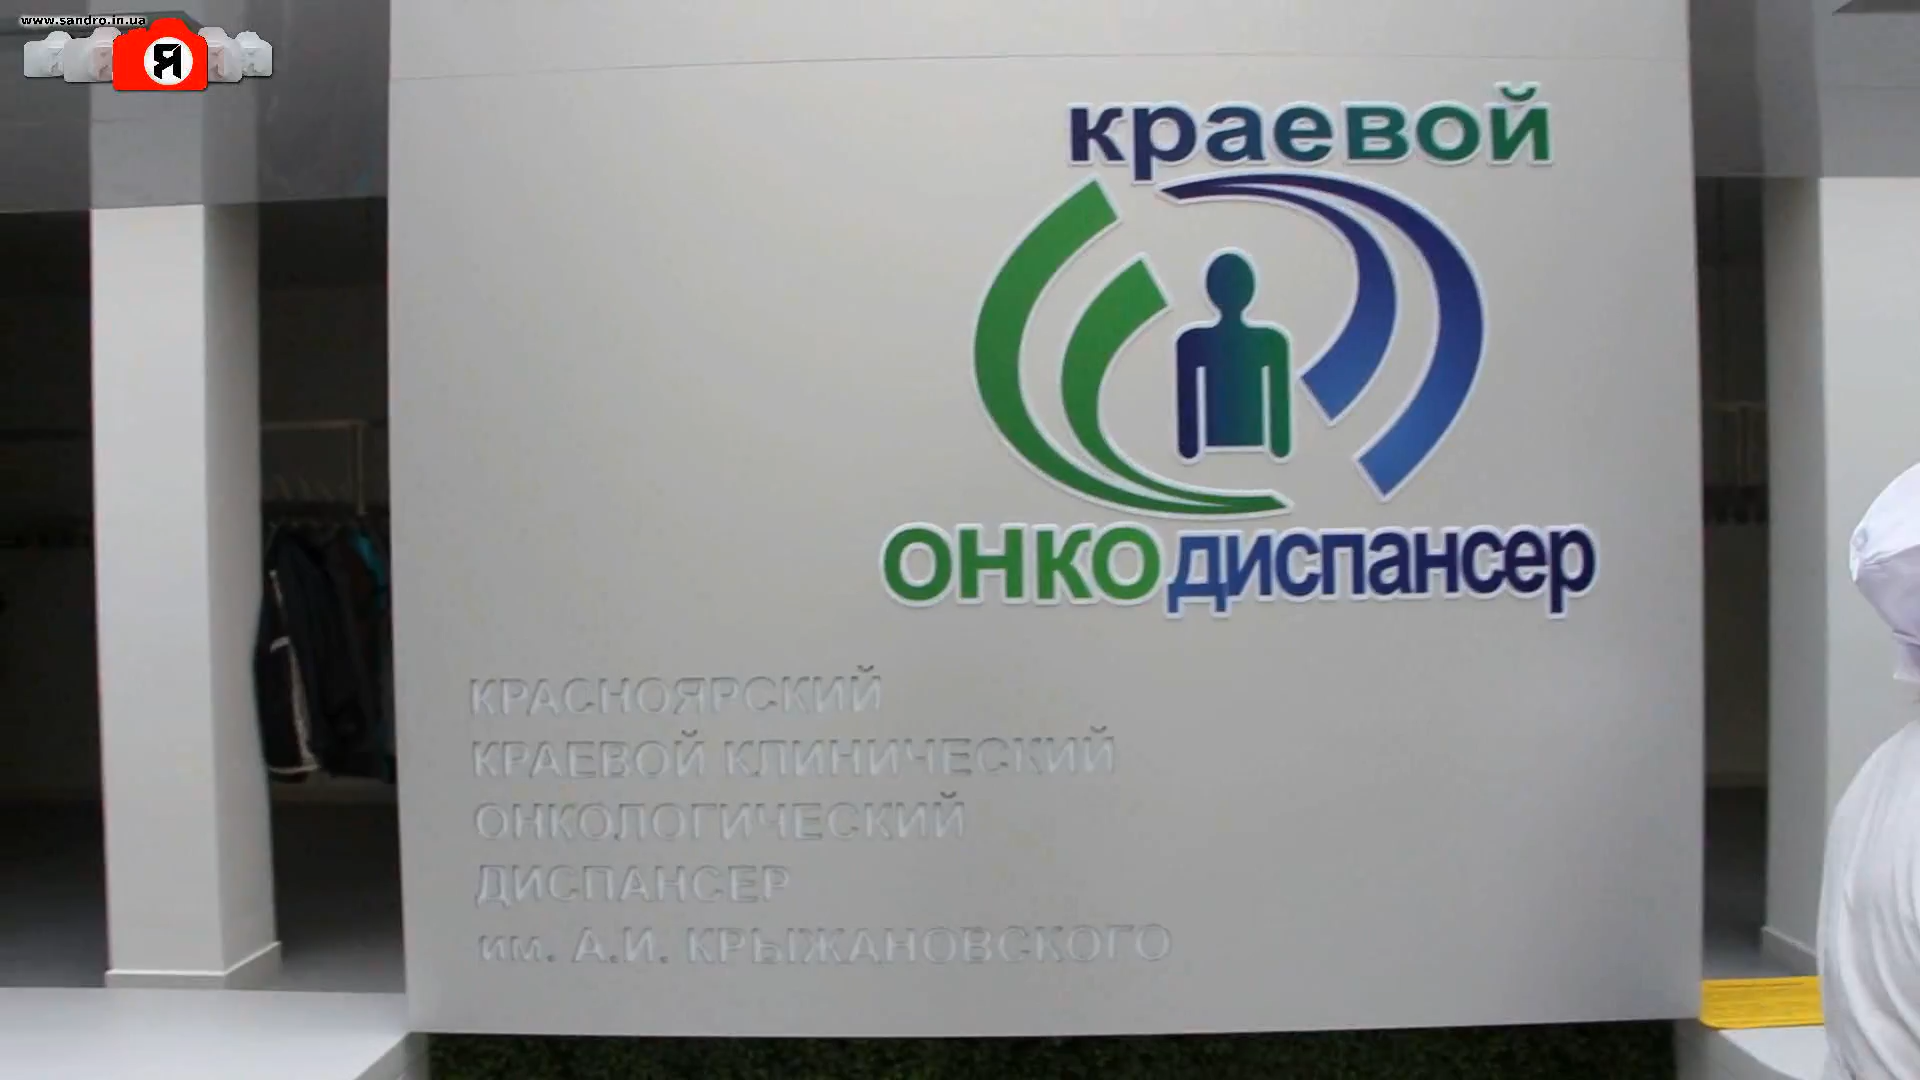 www.sandro.in.ua
Я
краевой
онкодиспансер
КРАСНОЯРСКИЙ
КРАЕВОЙ КЛИНИЧЕСКИЙ
ОНКОЛОГИЧЕСКИЙ
ДИСПАНСЕР
им. А.И. КРЫЖАНОВСКОГО